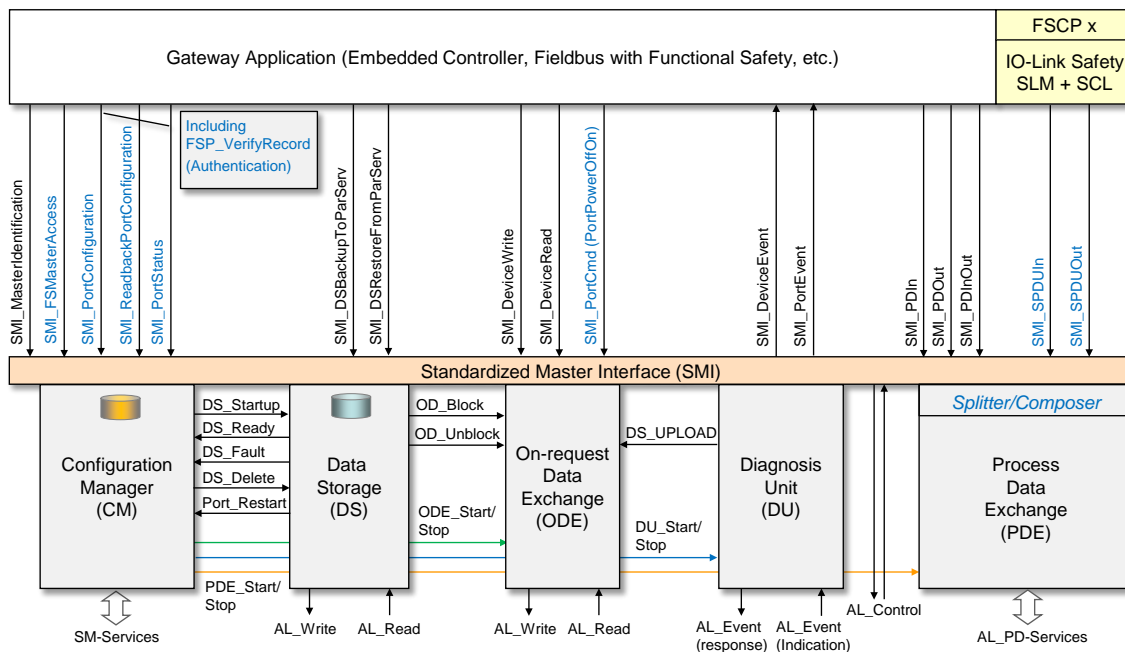 FSCP x
Gateway Application (Embedded Controller, Fieldbus with Functional Safety, etc.)
IO-Link Safety
SLM + SCL
Including
FSP_VerifyRecord
(Authentication)
SMI_MasterIdentification
SMI_FSMasterAccess
SMI_PortConfiguration
SMI_ReadbackPortConfiguration
SMI_PortStatus
SMI_DSBackupToParServ
SMI_DSRestoreFromParServ
SMI_DeviceWrite
SMI_DeviceRead
SMI_PortCmd (PortPowerOffOn)
SMI_DeviceEvent
SMI_PortEvent
SMI_PDIn
SMI_PDOut
SMI_PDInOut
SMI_SPDUIn
SMI_SPDUOut
Standardized Master Interface (SMI)
Configuration
Manager
(CM)
DS_Startup
DS_Ready
DS_Fault
DS_Delete
Port_Restart
PDE_Start/
Stop
Data
Storage
(DS)
OD_Block
OD_Unblock
ODE_Start/
Stop
On-request
Data
Exchange
(ODE)
DS_UPLOAD
DU_Start/
Stop
Diagnosis
Unit
(DU)
Splitter/Composer
Process
Data
Exchange
(PDE)
SM-Services
AL_Write
AL_Read
AL_Write
AL_Read
AL_Event
(response)
AL_Event
(Indication)
AL_Control
AL_PD-Services